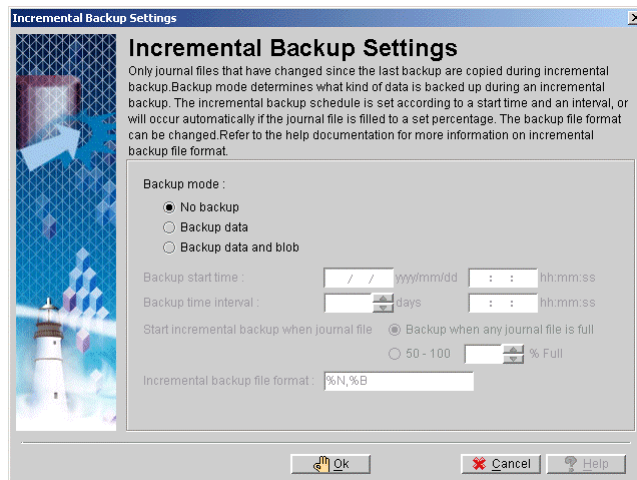 Incremental Backup Settings
Incremental Backup Settings
Only journal files that have changed since the last backup are copied during incremental
backup.Backup mode determines what kind of data is backed up during an incremental
backup. The incremental backup schedule is set according to a start time and an interval, or
will occur automatically if the journal file is filled to a set percentage. The backup file format
can be changed.Refer to the help documentation for more information on incremental
backup file format.
Backup mode :
No backup
Backup data
Backup data and blob
Backup start time : / / yyyy/mm/dd : : hh:mm:ss
Backup time interval : days : : hh:mm:ss
Start incremental backup when journal file Backup when any journal file is full
50 - 100 % Full
Incremental backup file format : %N,%B
Ok Cancel Help